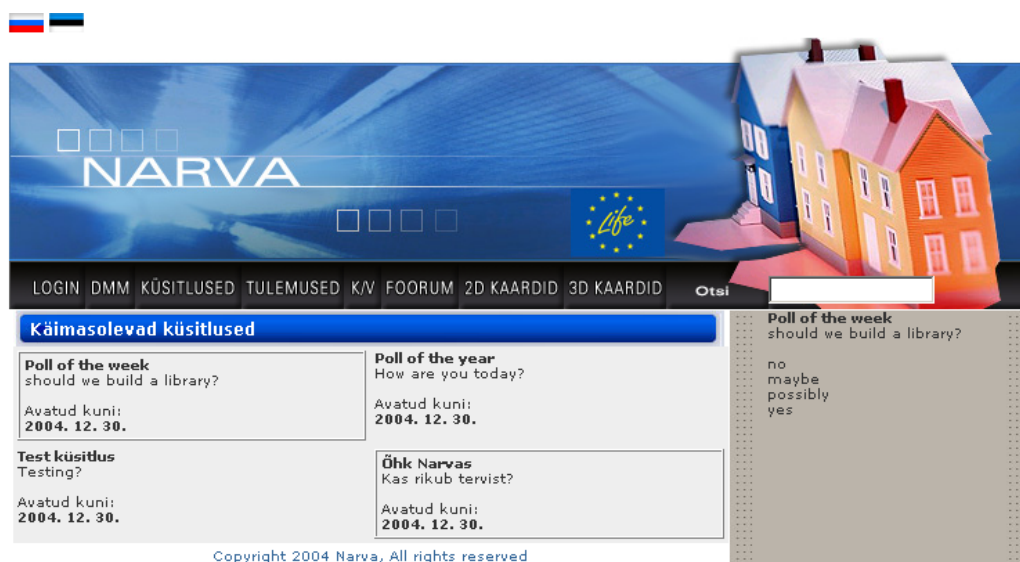 NARVA
Life
LOGIN DMM KÜSITLUSED TULEMUSED K/V FOORUM 2D KAARDID 3D KAARDID Otsi
Käimasolevad küsitlused
Poll of the week
should we build a library?
Avatud kuni:
2004. 12. 30.
Poll of the year
How are you today?
Avatud kuni:
2004. 12. 30.
Test küsitlus
Testing?
Avatud kuni:
2004. 12. 30.
Õhk Narvas
Kas rikub tervist?
Avatud kuni:
2004. 12. 30.
Poll of the week
should we build a library?
no
maybe
possibly
yes
Copyright 2004 Narva, All rights reserved